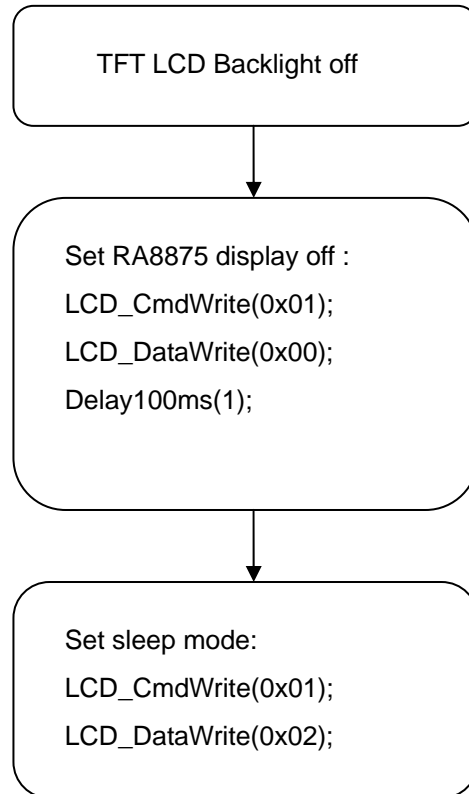 TFT LCD Backlight off
Set RA8875 display off :
LCD_CmdWrite(0x01);
LCD_DataWrite(0x00);
Delay100ms(1);
Set sleep mode:
LCD_CmdWrite(0x01);
LCD_DataWrite(0x02);